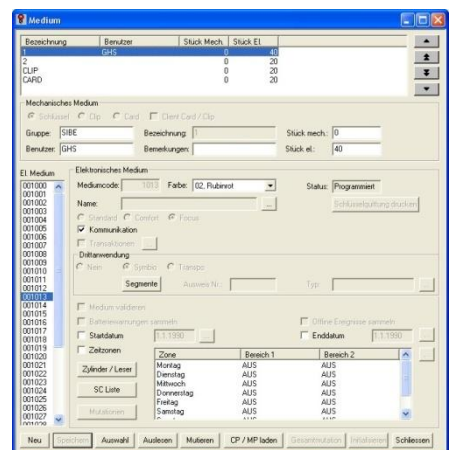 Medium
Bezeichnung Benutzer Stück Mech. Stück El.
1 GHS 0 40
2 0 20
CLIP 0 20
CARD 0 20
Mechanisches Medium
Schlüssel Clip Card Client Card / Clip
Gruppe: SIBE Bezeichnung: 1 Stück mech.: 0
Benutzer: GHS Bemerkungen: Stück el.: 40
El. Medium
001000
001001
001002
001003
001004
001005
001006
001007
001008
001009
001010
001011
001012
001013
001014
001015
001016
001017
001018
001019
001020
001021
001022
001023
001024
001025
001026
001027
001028
Elektronisches Medium
Mediumcode: 1013 Farbe: 02, Rubinrot Status: Programmiert
Name: ... Schlüsselquittung drucken
Standard Comfort Focus
Kommunikation
Transaktionen ...
Drittanwendung
Nein Symbio Transpo
Segmente Ausweis Nr.: Typ: ...
Medium validieren
Batteriewarnungen sammeln Offline Ereignisse sammeln
Startdatum 1.1.1990 Enddatum 1.1.1990
Zeitzonen
Zone Bereich 1 Bereich 2
Montag AUS AUS
Dienstag AUS AUS
Mittwoch AUS AUS
Donnerstag AUS AUS
Freitag AUS AUS
Samstag AUS AUS
Zylinder / Leser
SC Liste
Mutationen
Neu Speichern Auswahl Auslesen Mutieren CP / MP laden Gesamtmutation Initialisieren Schliessen